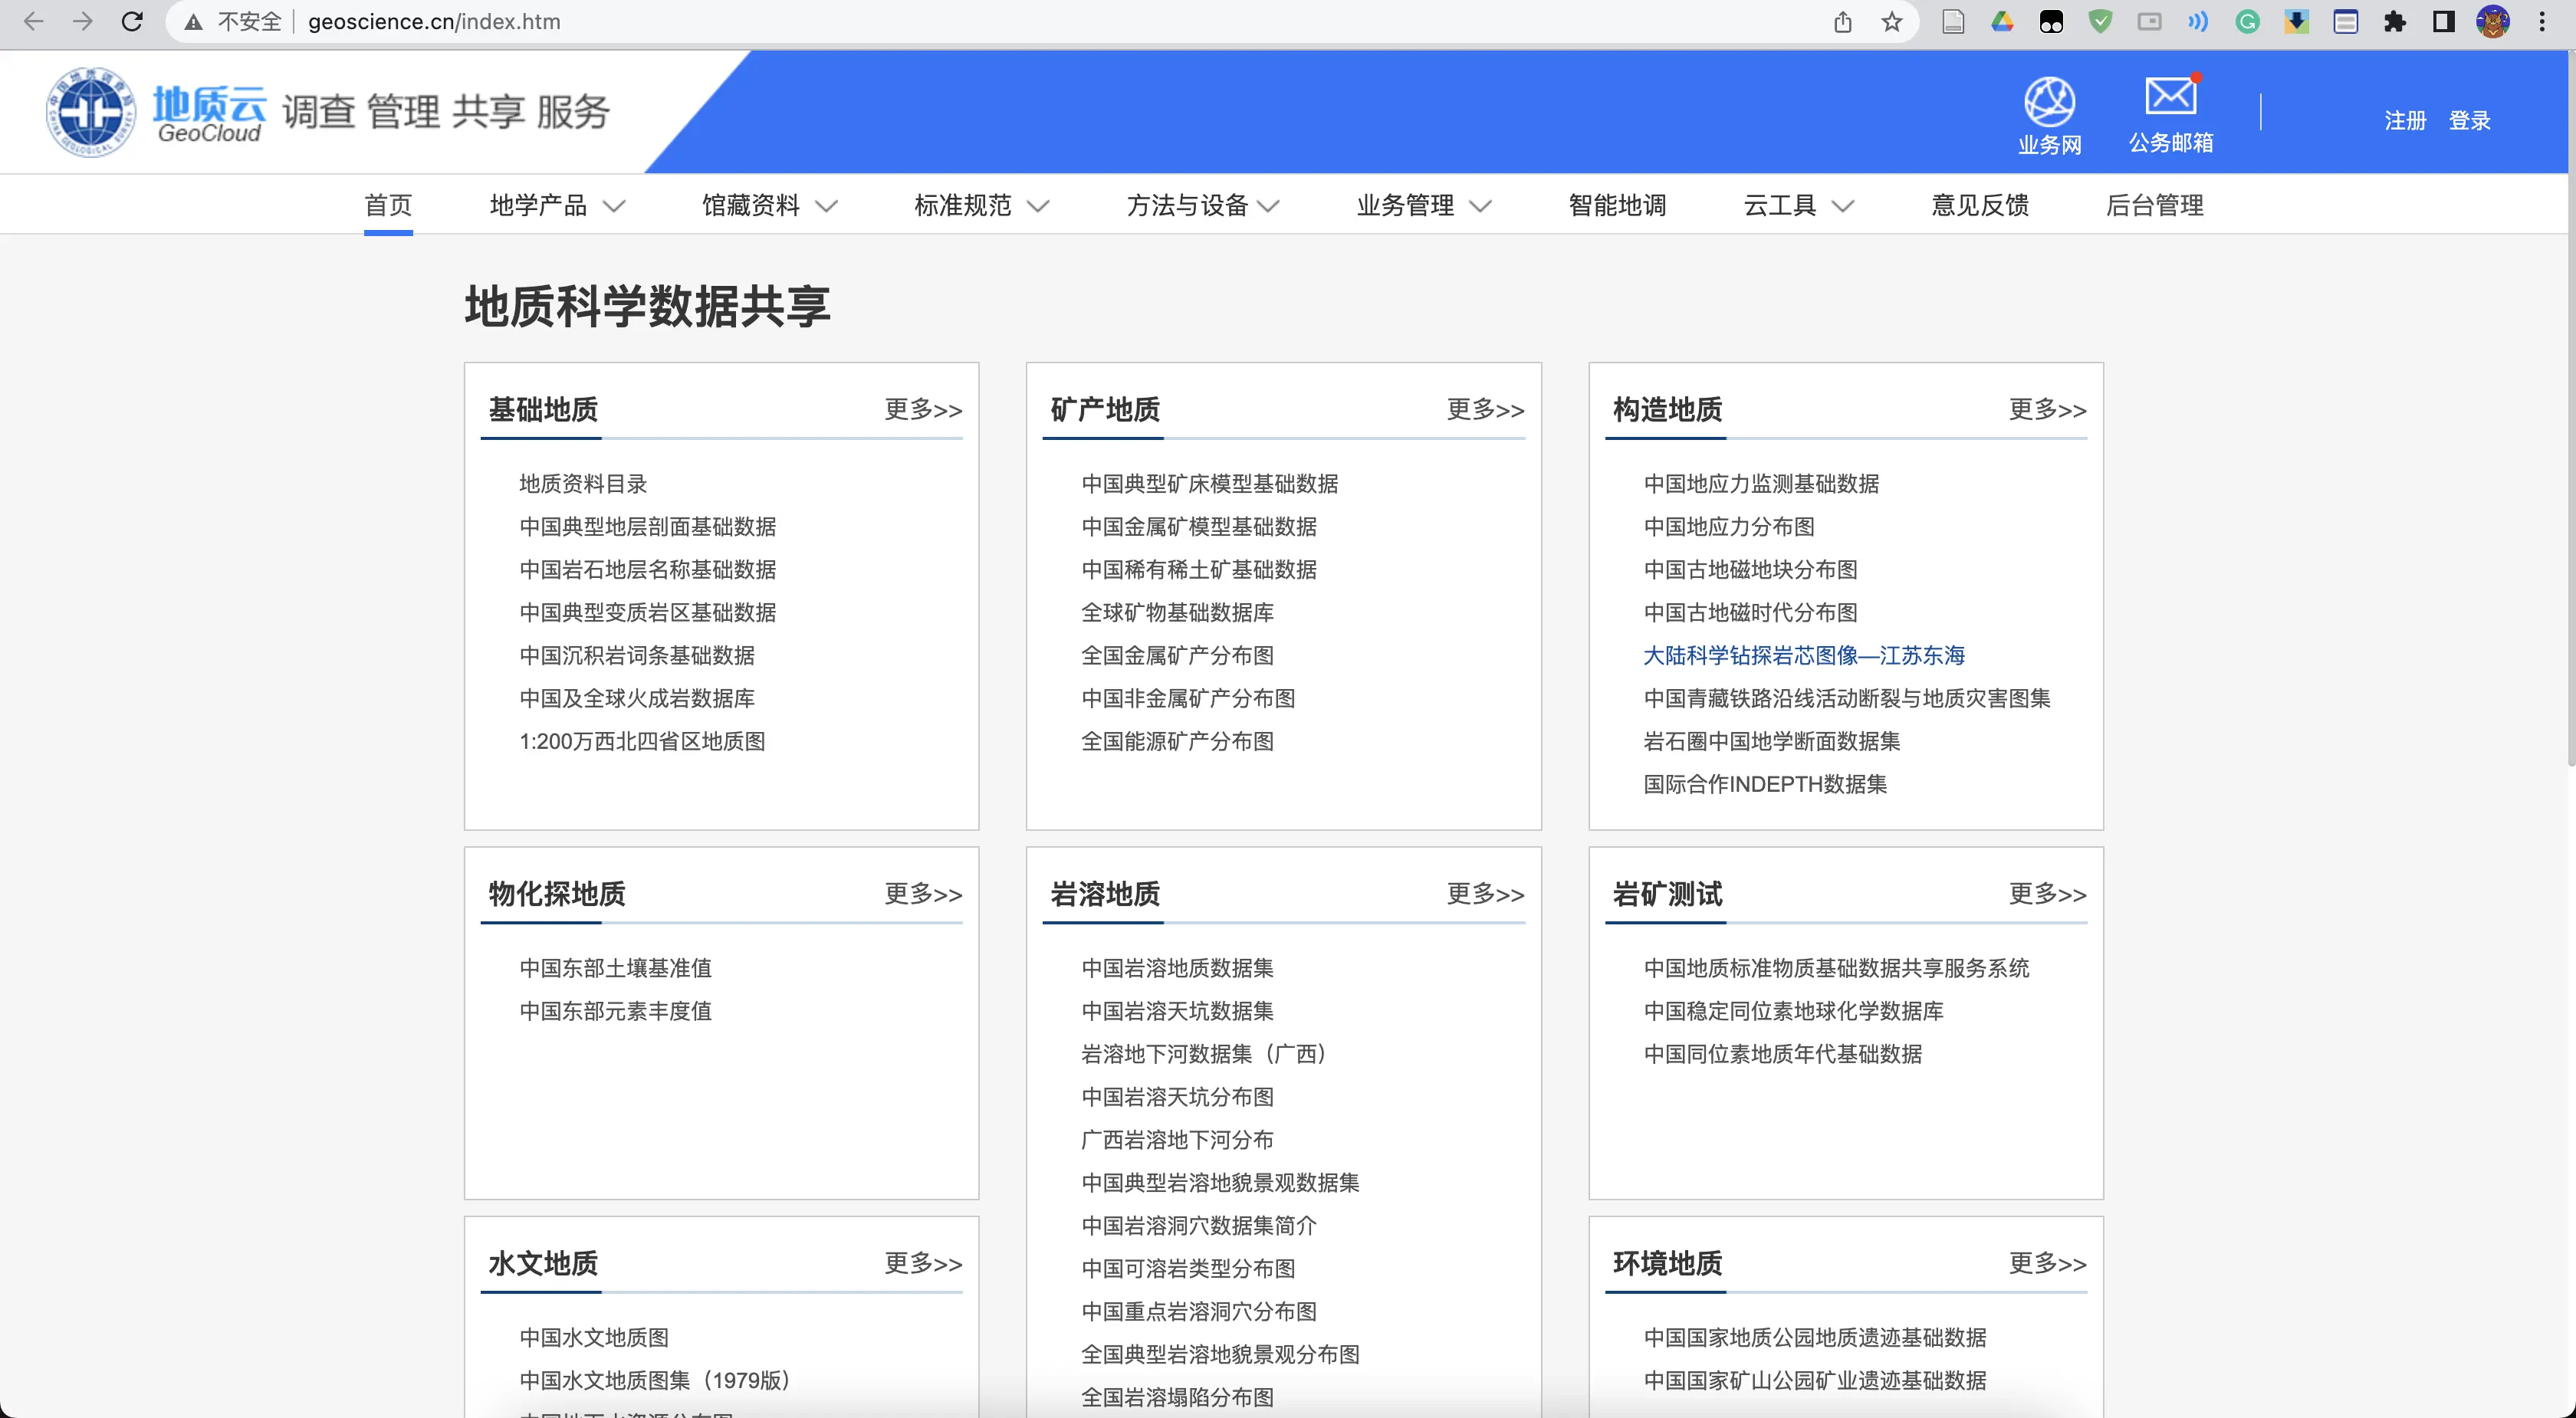 不安全 geoscience.cn/index.htm
地质云 GeoCloud 调查 管理 共享 服务
业务网 公务邮箱 注册 登录
首页 地学产品 馆藏资料 标准规范 方法与设备 业务管理 智能地调 云工具 意见反馈 后台管理
地质科学数据共享
基础地质 更多>>
地质资料目录
中国典型地层剖面基础数据
中国岩石地层名称基础数据
中国典型变质岩区基础数据
中国沉积岩词条基础数据
中国及全球火成岩数据库
1:200万西北四省区地质图
矿产地质 更多>>
中国典型矿床模型基础数据
中国金属矿模型基础数据
中国稀有稀土矿基础数据
全球矿物基础数据库
全国金属矿产分布图
中国非金属矿产分布图
全国能源矿产分布图
构造地质 更多>>
中国地应力监测基础数据
中国地应力分布图
中国古地磁地块分布图
中国古地磁时代分布图
大陆科学钻探岩芯图像—江苏东海
中国青藏铁路沿线活动断裂与地质灾害图集
岩石圈中国地学断面数据集
国际合作INDEPTH数据集
物化探地质 更多>>
中国东部土壤基准值
中国东部元素丰度值
岩溶地质 更多>>
中国岩溶地质数据集
中国岩溶天坑数据集
岩溶地下河数据集（广西）
中国岩溶天坑分布图
广西岩溶地下河分布
中国典型岩溶地貌景观数据集
中国岩溶洞穴数据集简介
中国可溶岩类型分布图
中国重点岩溶洞穴分布图
全国典型岩溶地貌景观分布图
全国岩溶塌陷分布图
岩矿测试 更多>>
中国地质标准物质基础数据共享服务系统
中国稳定同位素地球化学数据库
中国同位素地质年代基础数据
水文地质 更多>>
中国水文地质图
中国水文地质图集（1979版）
环境地质 更多>>
中国国家地质公园地质遗迹基础数据
中国国家矿山公园矿业遗迹基础数据